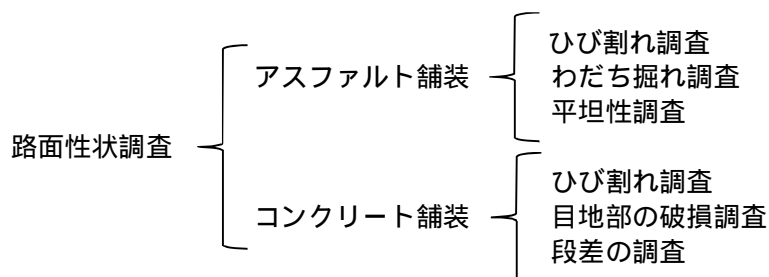 路面性状調査
アスファルト舗装
ひび割れ調査
わだち掘れ調査
平坦性調査
コンクリート舗装
ひび割れ調査
目地部の破損調査
段差の調査